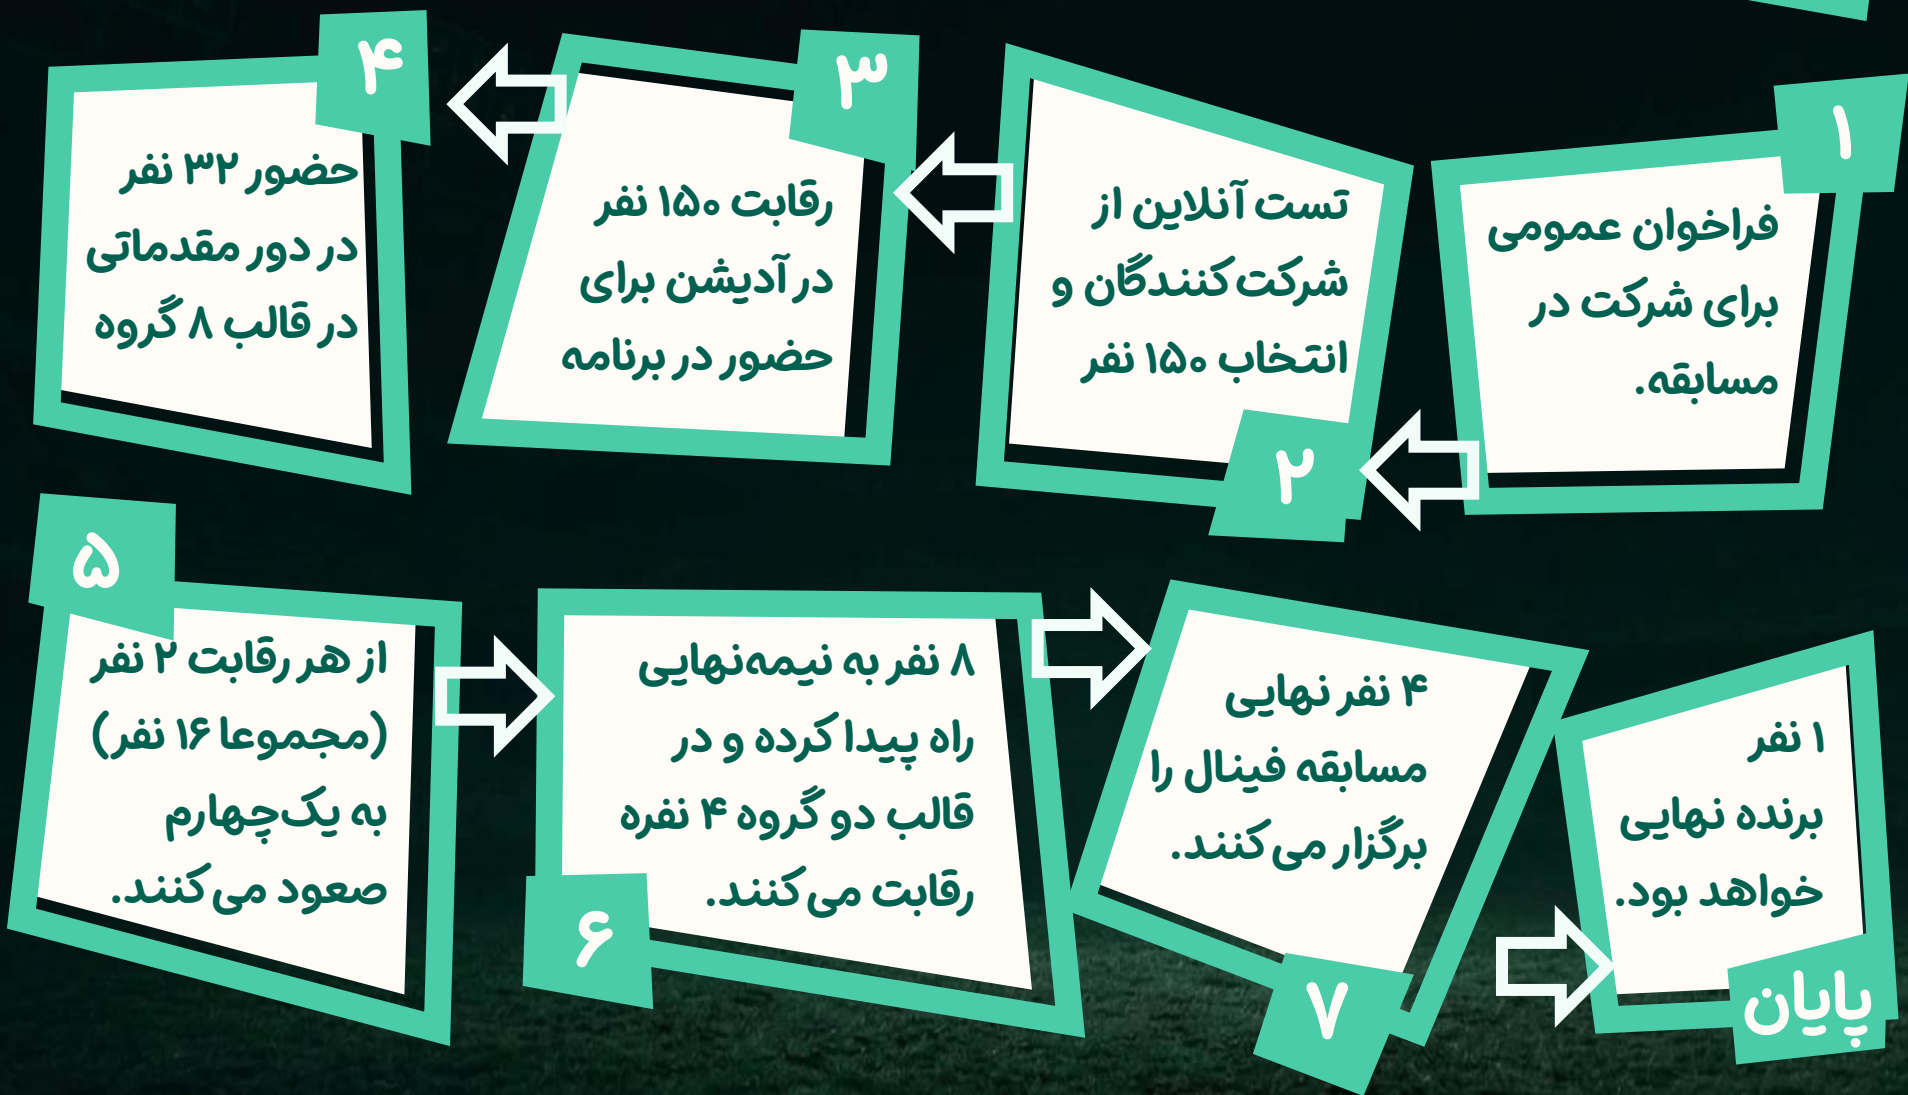 ۱
فراخوان عمومی
برای شرکت در
مسابقه.
تست آنلاین از
شرکت‌کنندگان و
انتخاب ۱۵۰ نفر
۲
۳
رقابت ۱۵۰ نفر
در آدیشن برای
حضور در برنامه
۴
حضور ۳۲ نفر
در دور مقدماتی
در قالب ۸ گروه
۵
از هر رقابت ۲ نفر
(مجموعا ۱۶ نفر)
به یک‌چهارم
صعود می‌کنند.
۸ نفر به نیمه‌نهایی
راه پیدا کرده و در
قالب دو گروه ۴ نفره
رقابت می‌کنند.
۶
۴ نفر نهایی
مسابقه فینال را
برگزار می‌کنند.
۷
۱ نفر
برنده نهایی
خواهد بود.
پایان